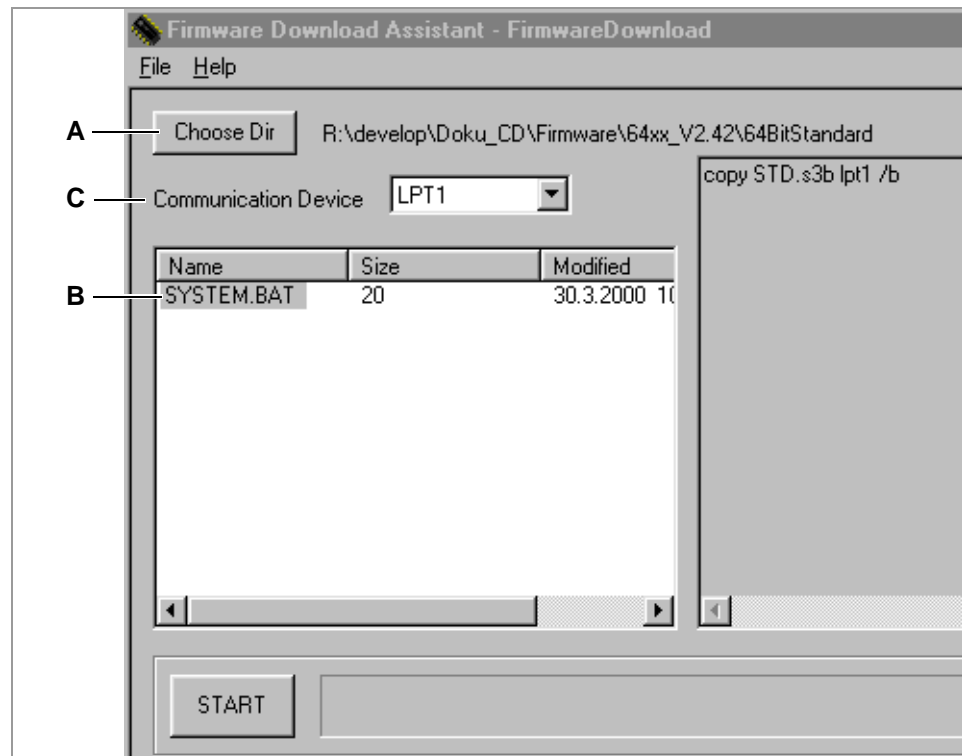 Firmware Download Assistant - FirmwareDownload
File Help
A
Choose Dir R:\develop\Doku_CD\Firmware\64xx_V2.42\64BitStandard
copy STD.s3b lpt1 /b
C
Communication Device LPT1
Name Size Modified
B
SYSTEM.BAT 20 30.3.2000 10
START